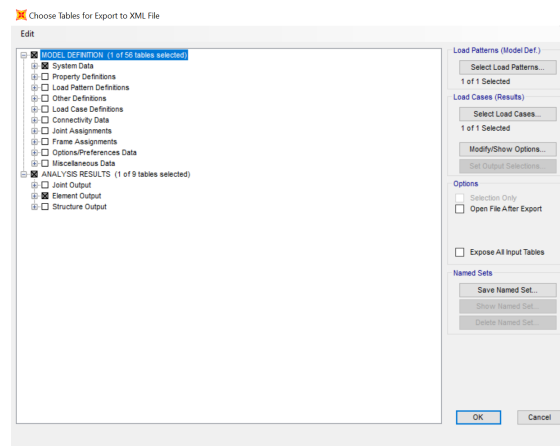 Choose Tables for Export to XML File
Edit
MODEL DEFINITION (1 of 56 tables selected)
System Data
Property Definitions
Load Pattern Definitions
Other Definitions
Load Case Definitions
Connectivity Data
Joint Assignments
Frame Assignments
Options/Preferences Data
Miscellaneous Data
ANALYSIS RESULTS (1 of 9 tables selected)
Joint Output
Element Output
Structure Output
Load Patterns (Model Def.)
Select Load Patterns...
1 of 1 Selected
Load Cases (Results)
Select Load Cases...
1 of 1 Selected
Modify/Show Options...
Set Output Selections...
Options
Selection Only
Open File After Export
Expose All Input Tables
Named Sets
Save Named Set...
Show Named Set...
Delete Named Set...
OK
Cancel